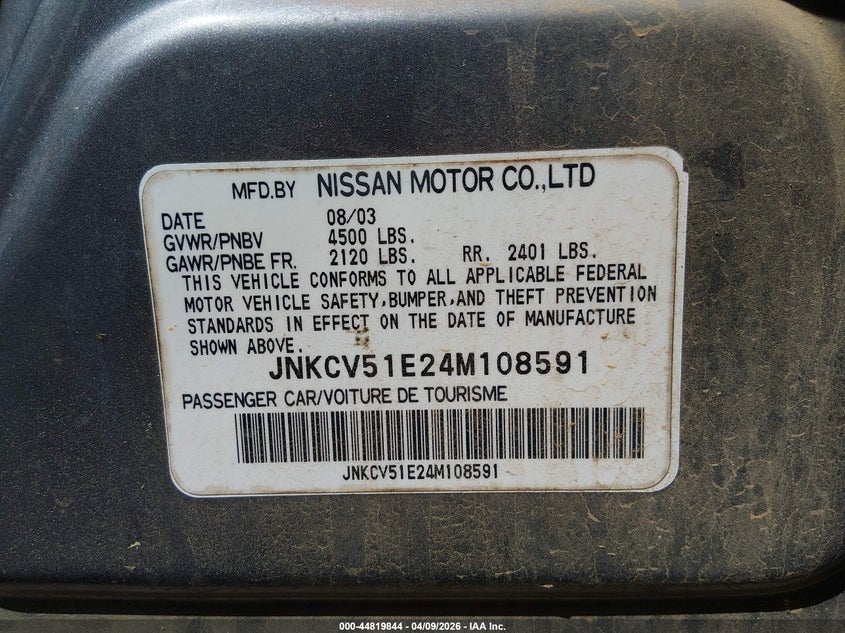 MFD.BY NISSAN MOTOR CO.,LTD
DATE 08/03
GVWR/PNBV 4500 LBS.
GAWR/PNBE FR. 2120 LBS. RR. 2401 LBS.
THIS VEHICLE CONFORMS TO ALL APPLICABLE FEDERAL
MOTOR VEHICLE SAFETY,BUMPER,AND THEFT PREVENTION
STANDARDS IN EFFECT ON THE DATE OF MANUFACTURE
SHOWN ABOVE.
JNKCV51E24M108591
PASSENGER CAR/VOITURE DE TOURISME
JNKCV51E24M108591
000-44819844 | 04/09/2026 - IAA Inc.